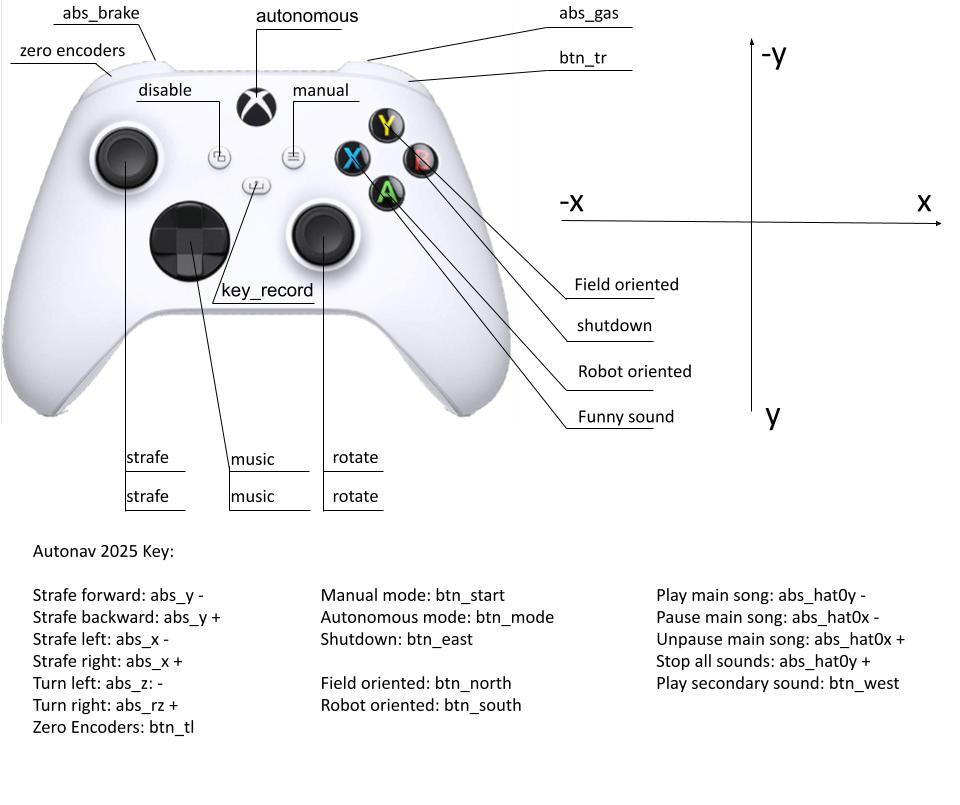 abs_brake
autonomous
abs_gas
zero encoders
btn_tr
disable
manual
Y
X
B
A
-y
-x
x
y
key_record
Field oriented
shutdown
Robot oriented
Funny sound
strafe
music
rotate
strafe
music
rotate
Autonav 2025 Key:
Strafe forward: abs_y -
Strafe backward: abs_y +
Strafe left: abs_x -
Strafe right: abs_x +
Turn left: abs_z: -
Turn right: abs_rz +
Zero Encoders: btn_tl
Manual mode: btn_start
Autonomous mode: btn_mode
Shutdown: btn_east
Field oriented: btn_north
Robot oriented: btn_south
Play main song: abs_hat0y -
Pause main song: abs_hat0x -
Unpause main song: abs_hat0x +
Stop all sounds: abs_hat0y +
Play secondary sound: btn_west